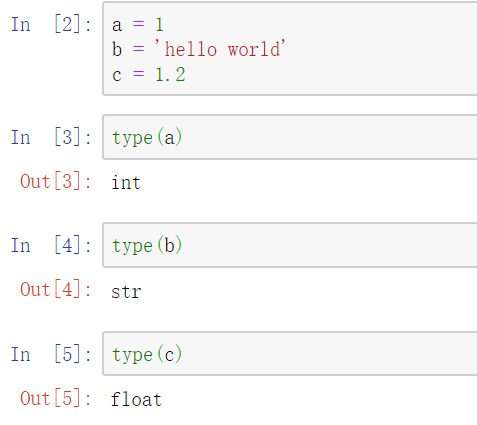 In [2]: a = 1
b = 'hello world'
c = 1.2
In [3]: type(a)
Out[3]: int
In [4]: type(b)
Out[4]: str
In [5]: type(c)
Out[5]: float